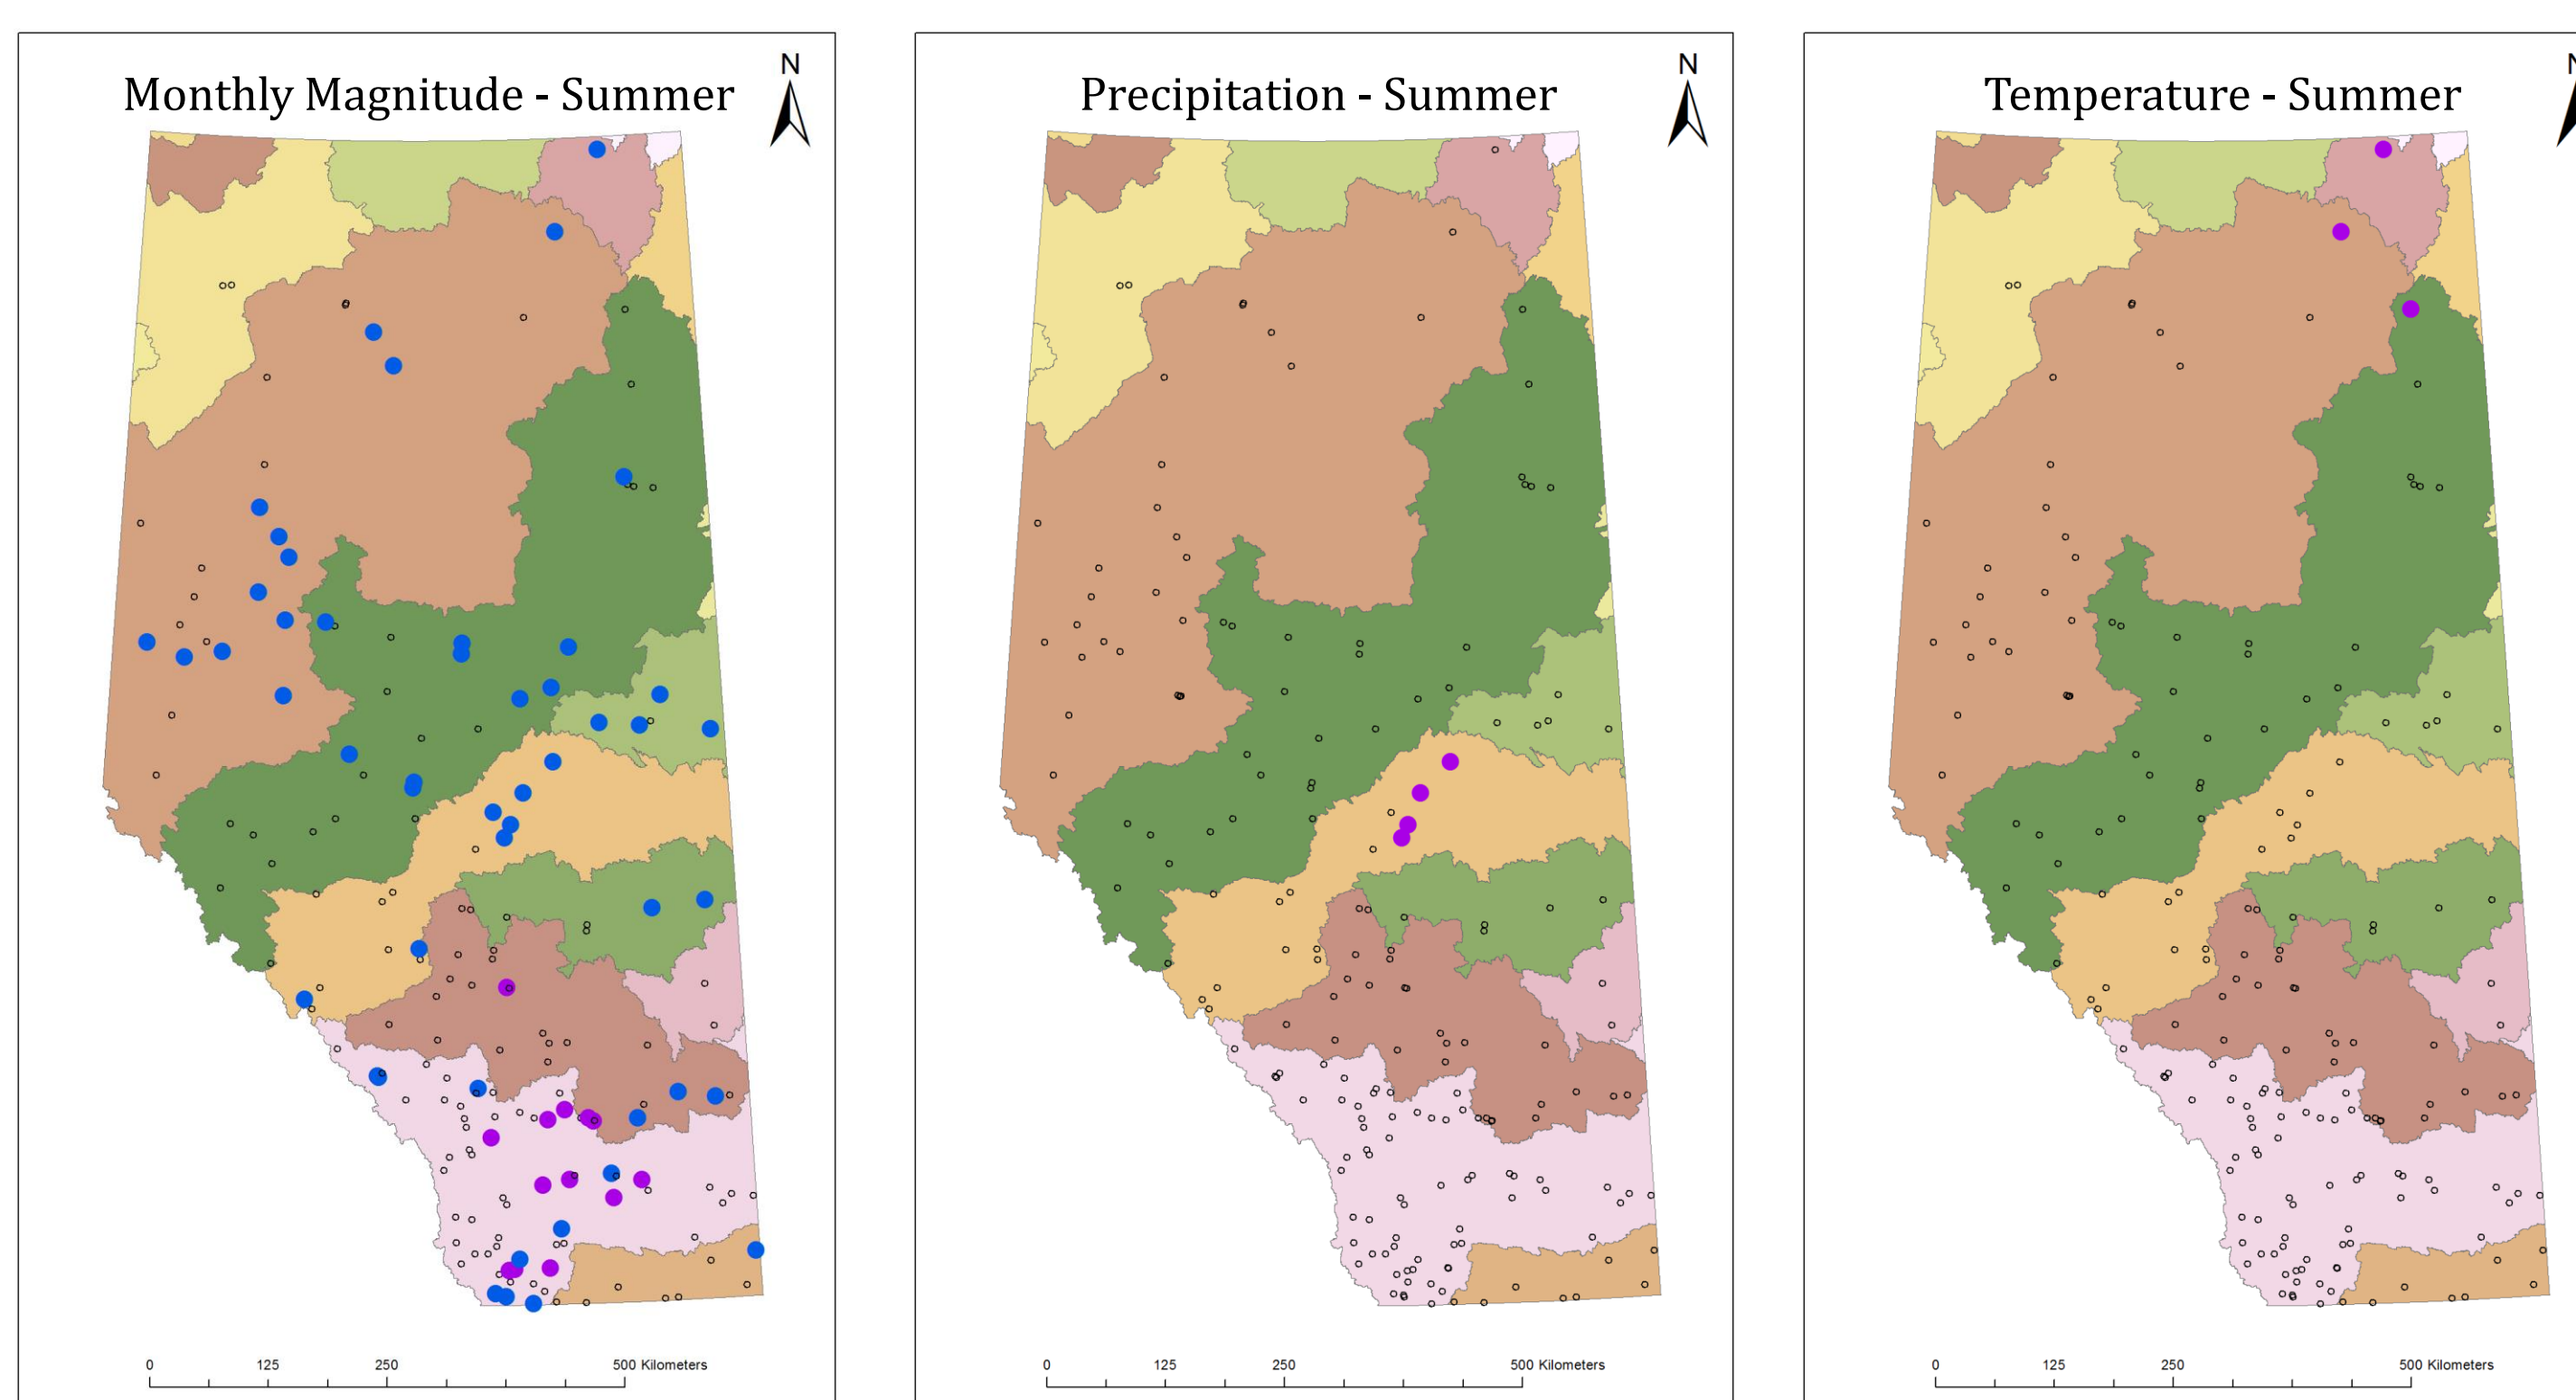 Monthly Magnitude - Summer
N
0 125 250 500 Kilometers
Precipitation - Summer
N
0 125 250 500 Kilometers
Temperature - Summer
N
0 125 250 500 Kilometers